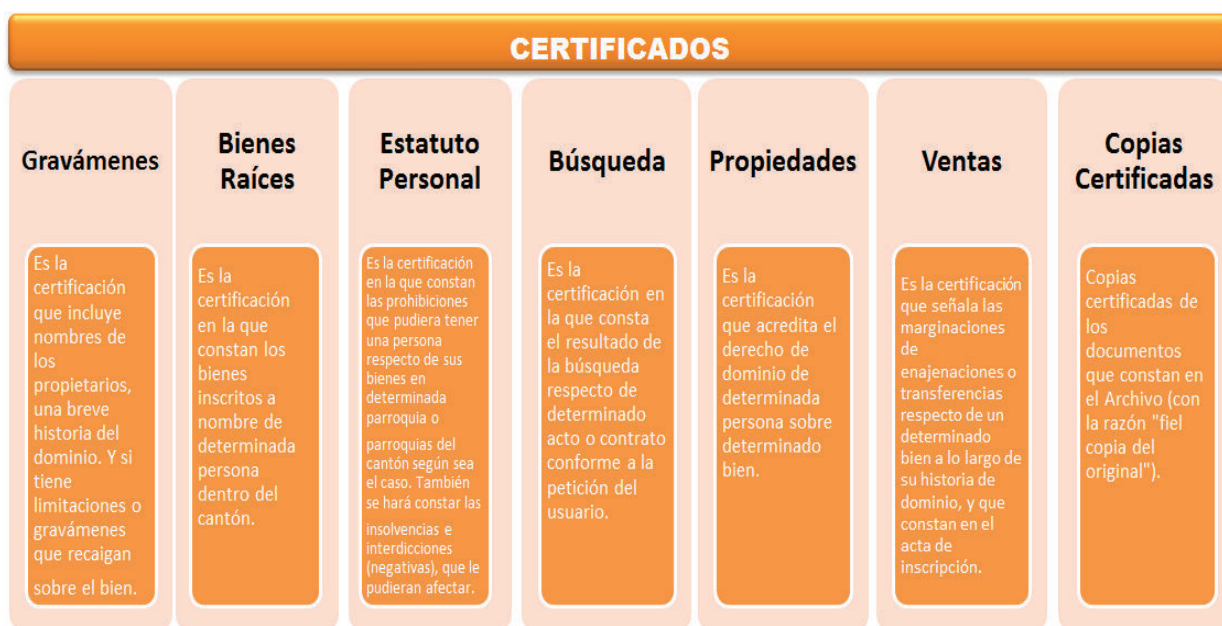 CERTIFICADOS
Gravámenes
Es la
certificación
que incluye
nombres de
los
propietarios,
una breve
historia del
dominio. Y si
tiene
limitaciones o
gravámenes
que recaigan
sobre el bien.
Bienes
Raíces
Es la
certificación
en la que
constan los
bienes
inscritos a
nombre de
determinada
persona
dentro del
cantón.
Estatuto
Personal
Es la certificación
en la que constan
las prohibiciones
que pudiera tener
una persona
respecto de sus
bienes en
determinada
parroquia o
parroquias del
cantón según sea
el caso. También
se hará constar las
insolvencias e
interdicciones
(negativas), que le
pudieran afectar.
Búsqueda
Es la
certificación en
la que consta
el resultado de
la búsqueda
respecto de
determinado
acto o contrato
conforme a la
petición del
usuario.
Propiedades
Es la
certificación
que acredita el
derecho de
dominio de
determinada
persona sobre
determinado
bien.
Ventas
Es la certificación
que señala las
marginaciones
de
enajenaciones o
transferencias
respecto de un
determinado
bien a lo largo de
su historia de
dominio, y que
constan en el
acta de
inscripción.
Copias
Certificadas
Copias
certificadas de
los
documentos
que constan en
el Archivo (con
la razón "fiel
copia del
original").